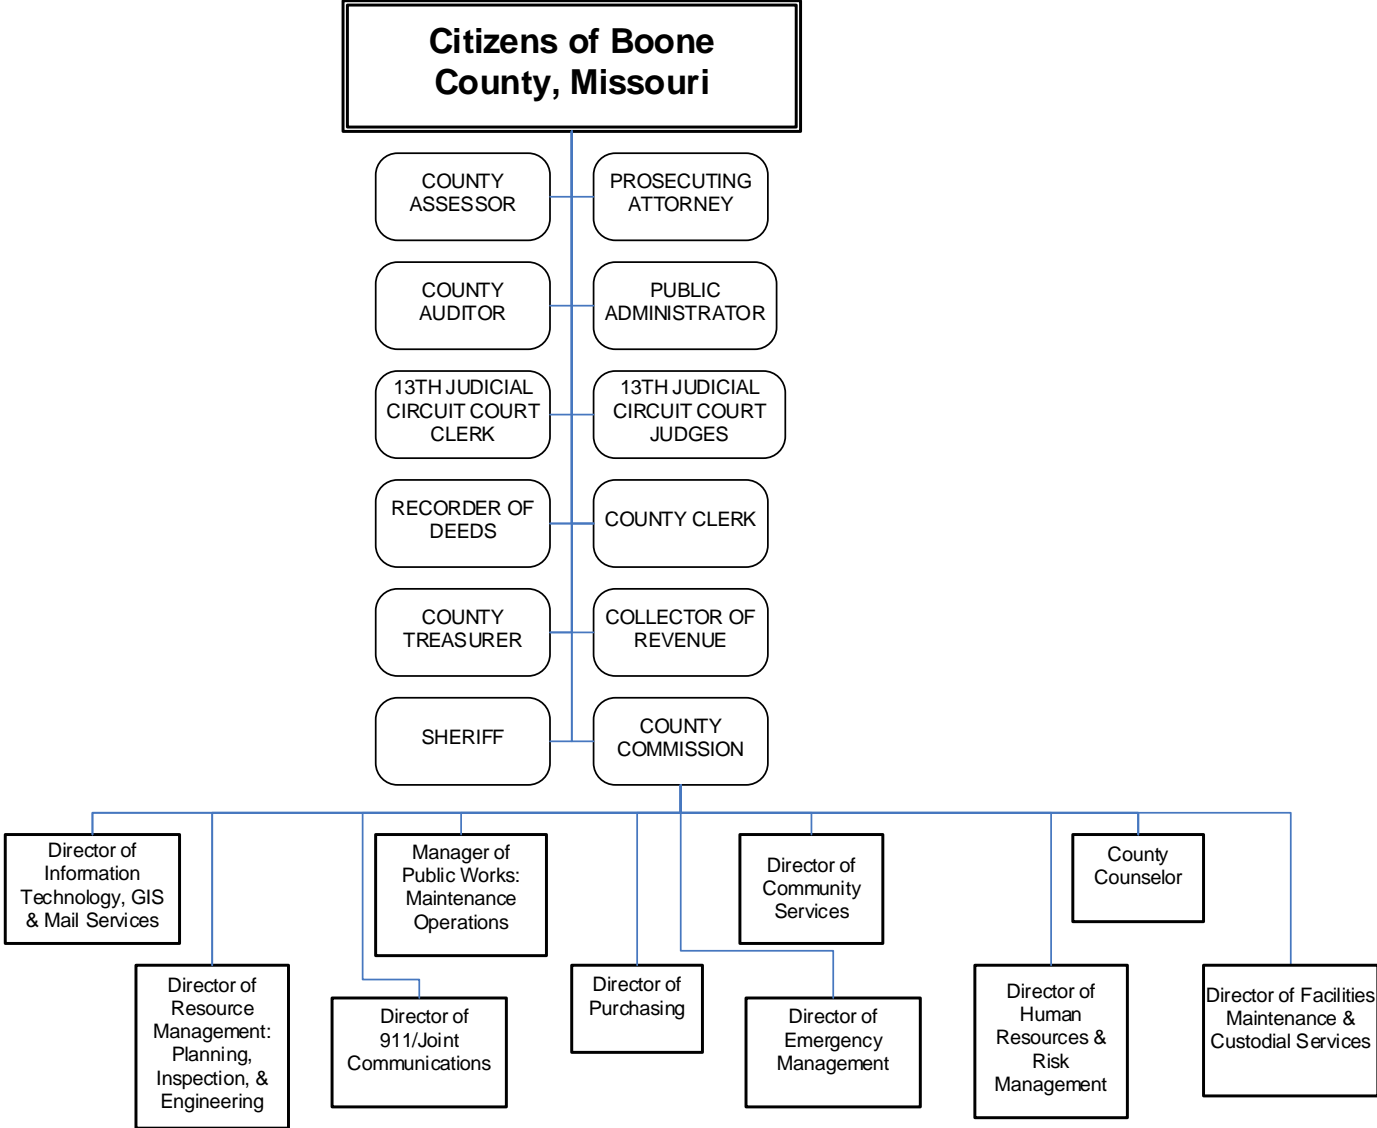 Citizens of Boone
County, Missouri
COUNTY
ASSESSOR
PROSECUTING
ATTORNEY
COUNTY
AUDITOR
PUBLIC
ADMINISTRATOR
13TH JUDICIAL
CIRCUIT COURT
CLERK
13TH JUDICIAL
CIRCUIT COURT
JUDGES
RECORDER OF
DEEDS
COUNTY CLERK
COUNTY
TREASURER
COLLECTOR OF
REVENUE
SHERIFF
COUNTY
COMMISSION
Director of
Information
Technology, GIS
& Mail Services
Manager of
Public Works:
Maintenance
Operations
Director of
Community
Services
County
Counselor
Director of
Resource
Management:
Planning,
Inspection, &
Engineering
Director of
911/Joint
Communications
Director of
Purchasing
Director of
Emergency
Management
Director of
Human
Resources &
Risk
Management
Director of Facilities
Maintenance &
Custodial Services